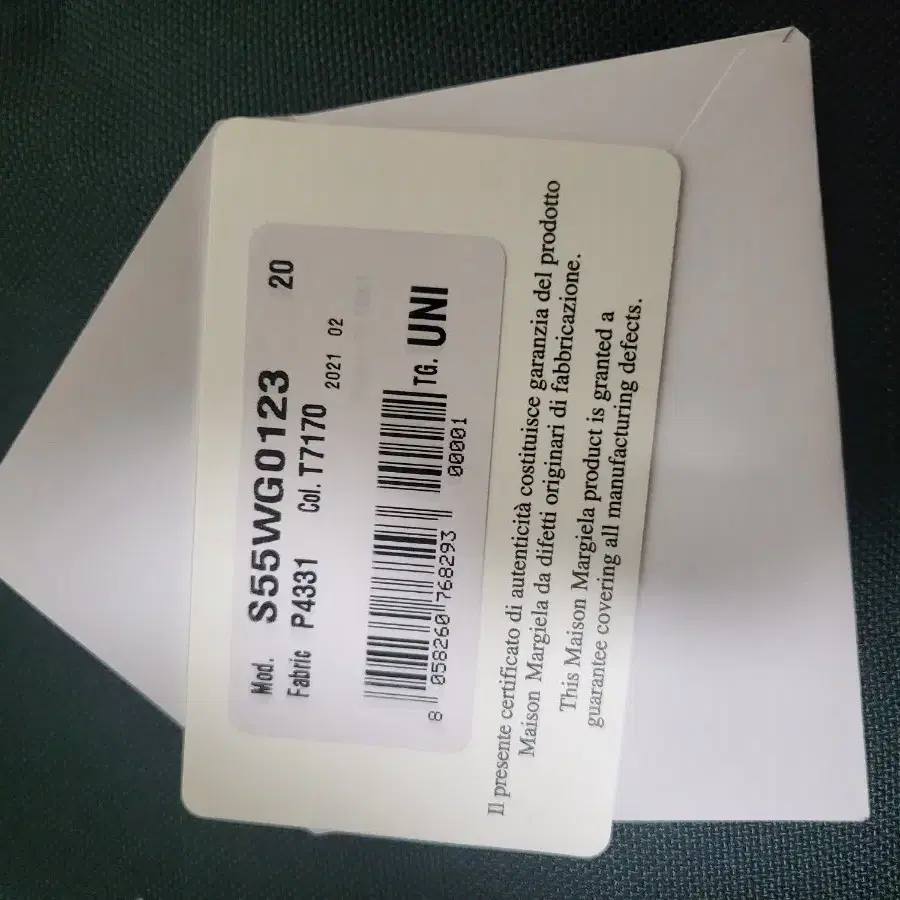 Mod. S55WG0123 20
Fabric P4331 Col. T7170
2021 02
TG. UNI
8 058260 768293 00001
Il presente certificato di autenticità costituisce garanzia del prodotto
Maison Margiela da difetti originari di fabbricazione.
This Maison Margiela product is granted a
guarantee covering all manufacturing defects.